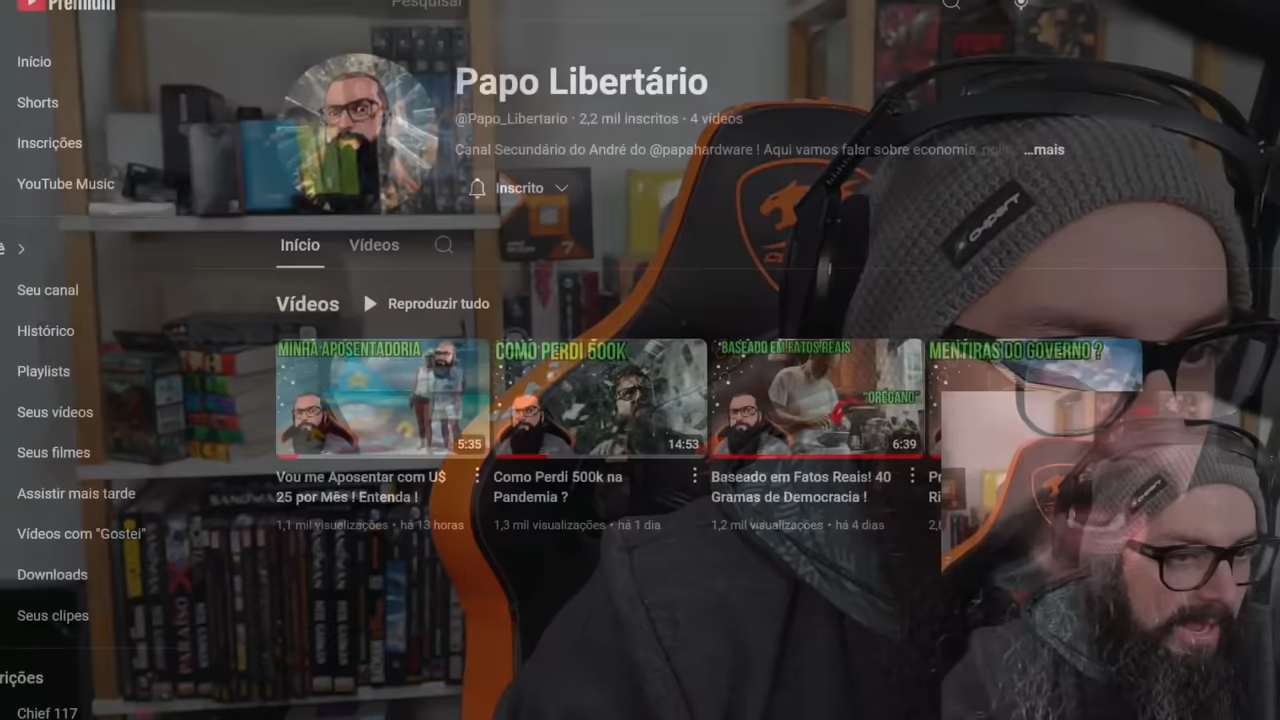 Premium
Pesquisar
Início
Shorts
Inscrições
YouTube Music
Seu canal
Histórico
Playlists
Seus vídeos
Seus filmes
Assistir mais tarde
Vídeos com "Gostei"
Downloads
Seus clipes
rições
Chief 117
Papo Libertário
@Papo_Libertario · 2,2 mil inscritos · 4 vídeos
Canal Secundário do André do @papahardware ! Aqui vamos falar sobre economia ...mais
Inscrito
Início Vídeos
Vídeos Reproduzir tudo
MINHA APOSENTADORIA
5:35
Vou me Aposentar com U$
25 por Mês ! Entenda !
1,1 mil visualizações · há 13 horas
COMO PERDI 500K
14:53
Como Perdi 500k na
Pandemia ?
1,3 mil visualizações · há 1 dia
"BASEADO EM FATOS REAIS
"ORÉGANO"
6:39
Baseado em Fatos Reais! 40
Gramas de Democracia !
1,2 mil visualizações · há 4 dias
MENTIRAS DO GOVERNO ?
PARAÍSO
7